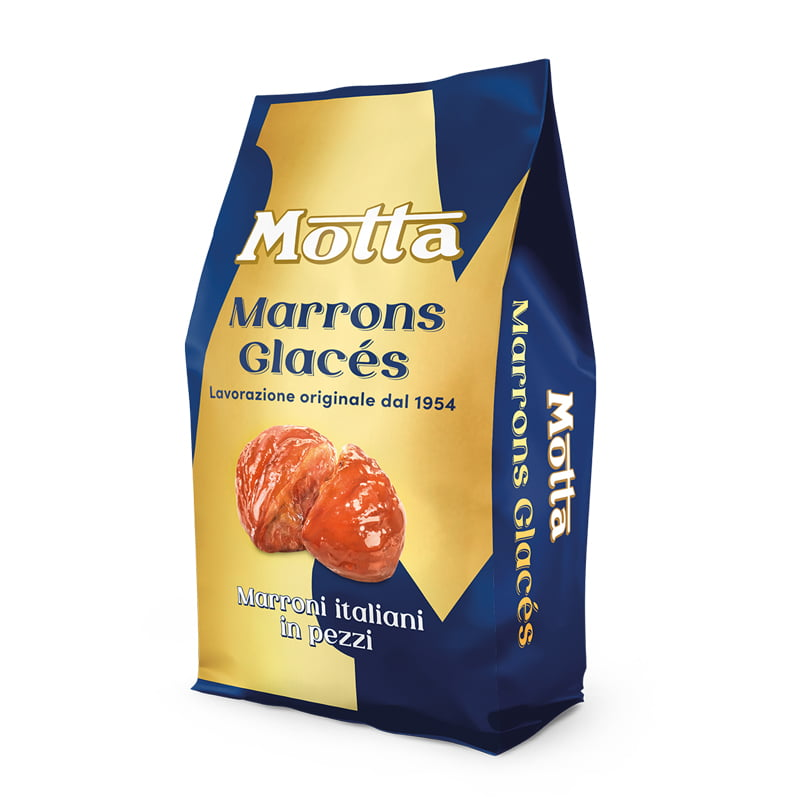 Motta
Marrons
Glacés
Lavorazione originale dal 1954
Marroni italiani
in pezzi
Motta
Marrons Glacés